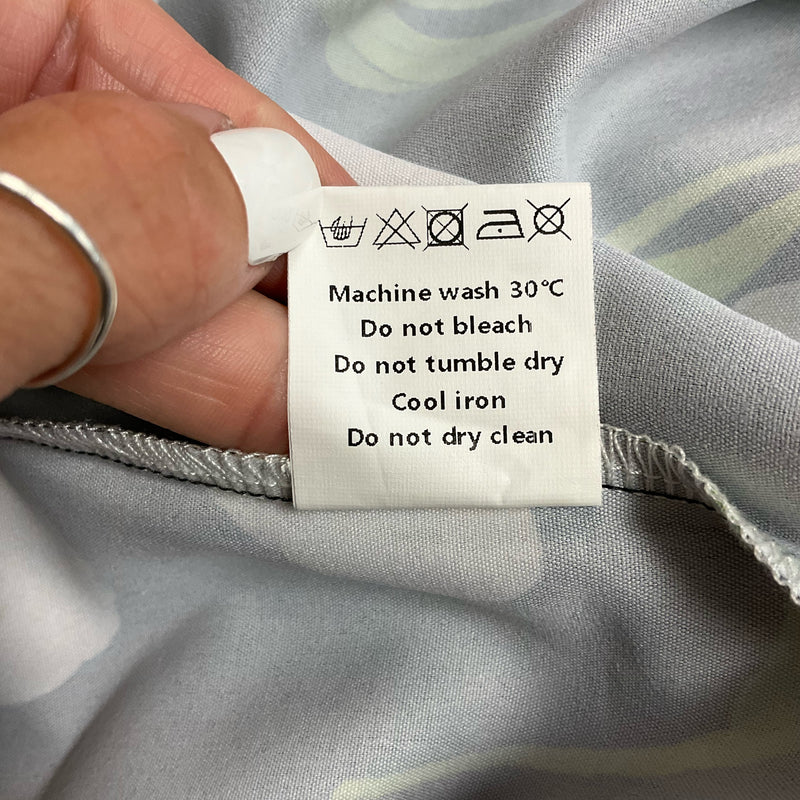 Machine wash 30°C
Do not bleach
Do not tumble dry
Cool iron
Do not dry clean